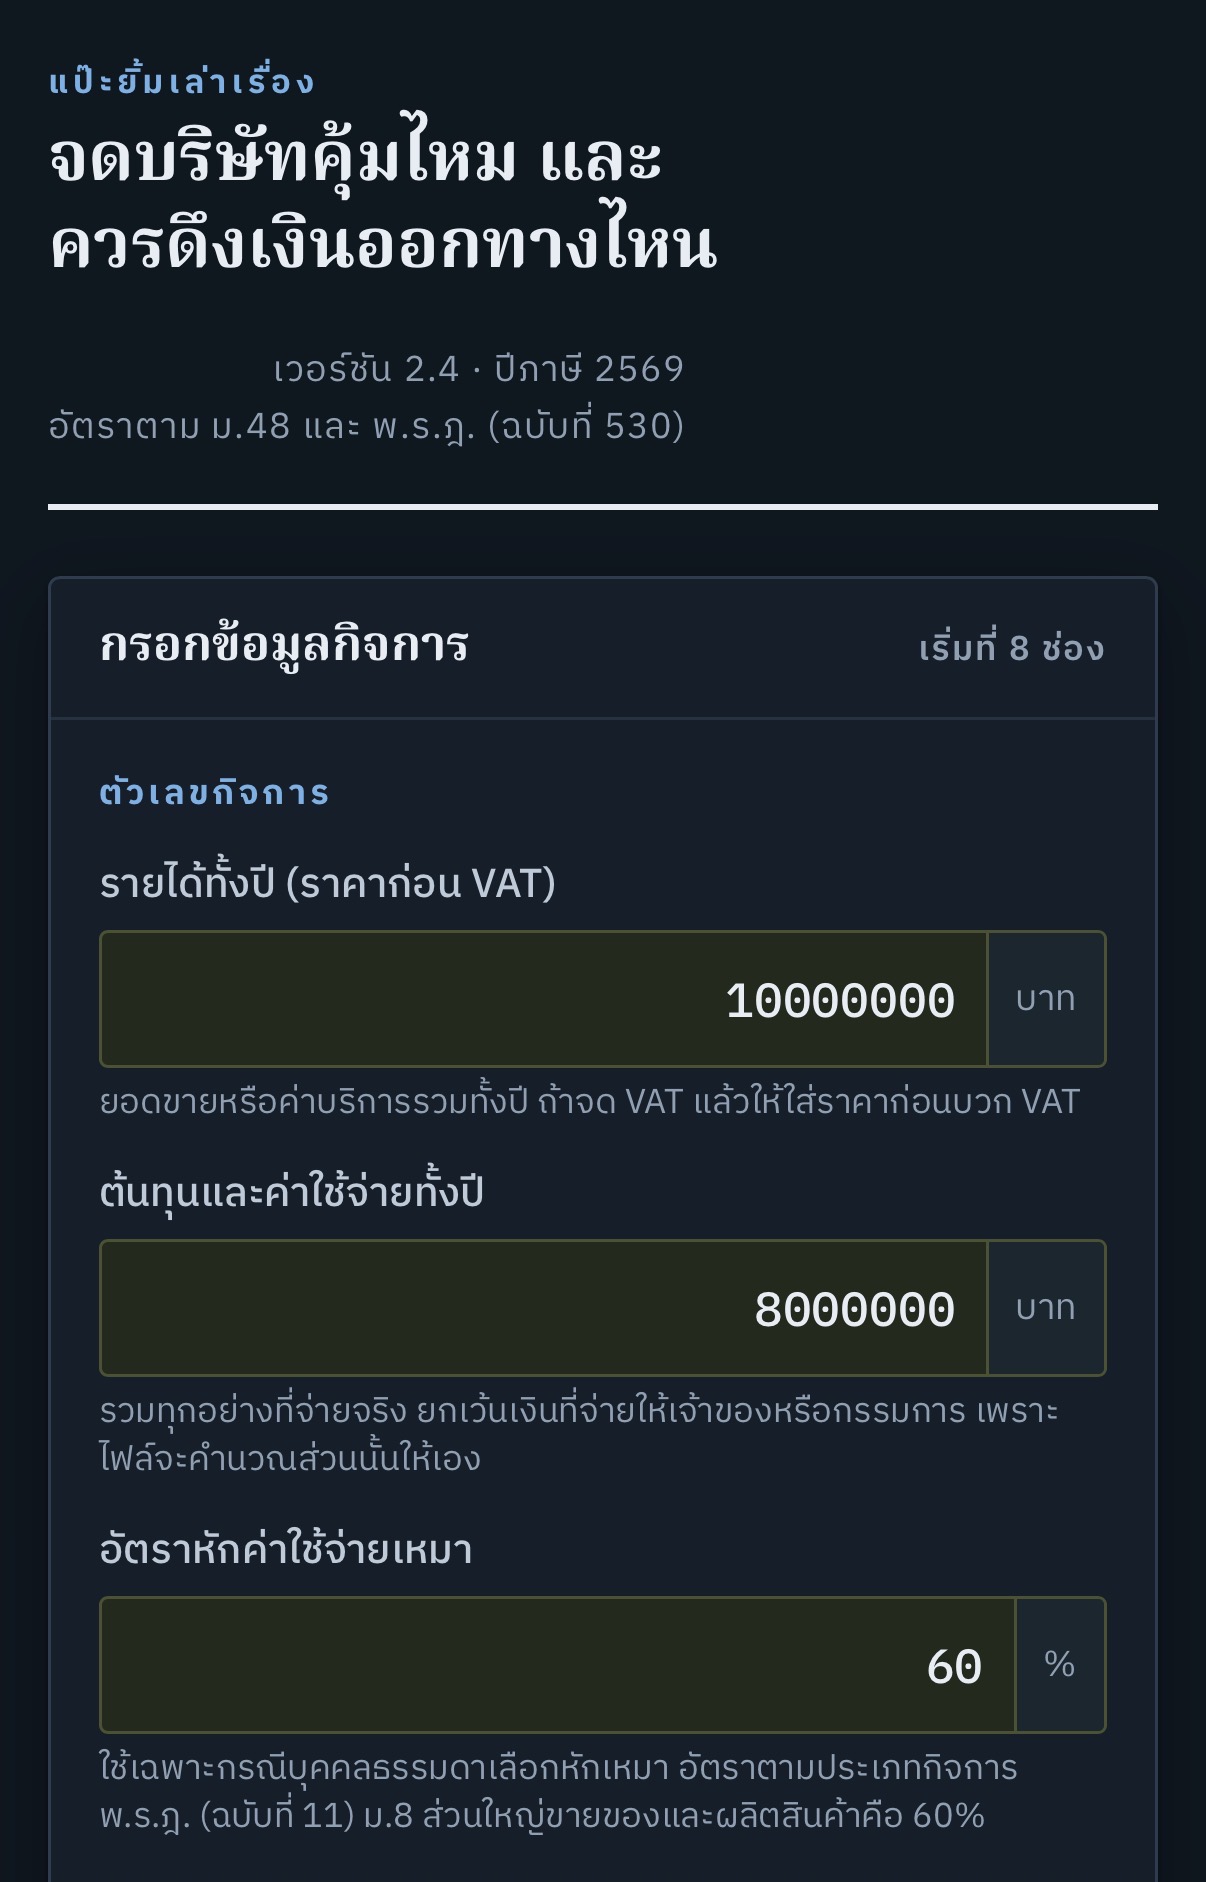 แป๊ะยิ้มเล่าเรื่อง
จดบริษัทคุ้มไหม และ
ควรดึงเงินออกทางไหน
เวอร์ชัน 2.4 · ปีภาษี 2569
อัตราตาม ม.48 และ พ.ร.ฎ. (ฉบับที่ 530)
กรอกข้อมูลกิจการ
เริ่มที่ 8 ช่อง
ตัวเลขกิจการ
รายได้ทั้งปี (ราคาก่อน VAT)
10000000 บาท
ยอดขายหรือค่าบริการรวมทั้งปี ถ้าจด VAT แล้วให้ใส่ราคาก่อนบวก VAT
ต้นทุนและค่าใช้จ่ายทั้งปี
8000000 บาท
รวมทุกอย่างที่จ่ายจริง ยกเว้นเงินที่จ่ายให้เจ้าของหรือกรรมการ เพราะ
ไฟล์จะคำนวณส่วนนั้นให้เอง
อัตราหักค่าใช้จ่ายเหมา
60 %
ใช้เฉพาะกรณีบุคคลธรรมดาเลือกหักเหมา อัตราตามประเภทกิจการ
พ.ร.ฎ. (ฉบับที่ 11) ม.8 ส่วนใหญ่ขายของและผลิตสินค้าคือ 60%